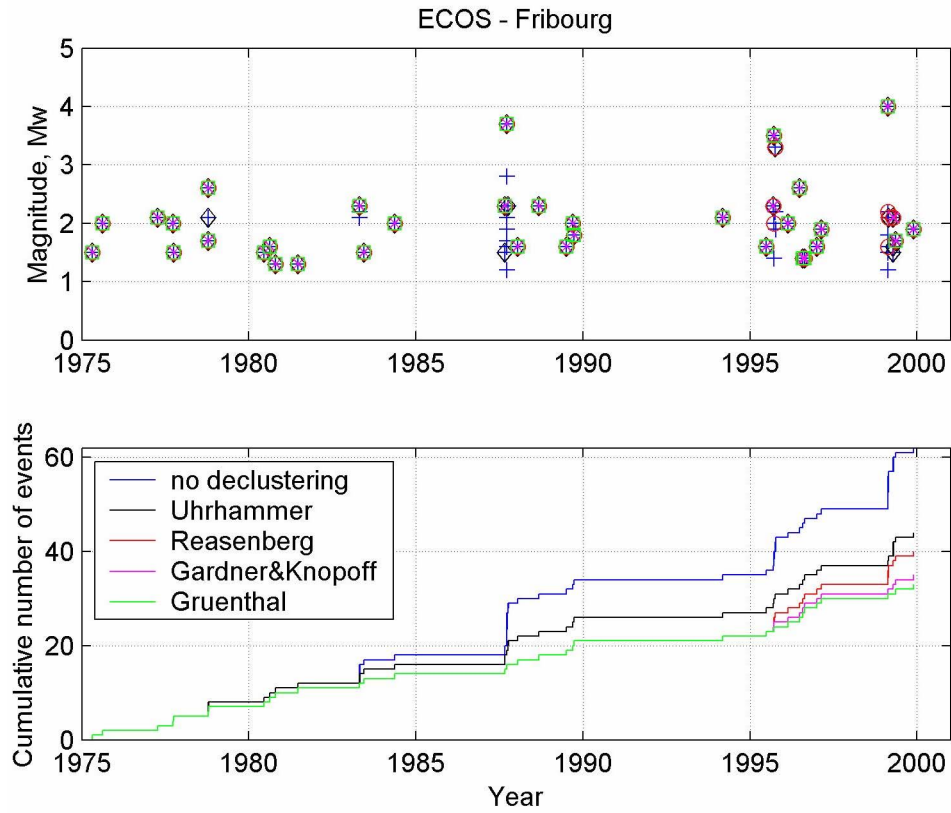 ECOS - Fribourg
Magnitude, Mw
5
4
3
2
1
0
1975 1980 1985 1990 1995 2000
Cumulative number of events
60
40
20
0
no declustering
Uhrhammer
Reasenberg
Gardner&Knopoff
Gruenthal
1975 1980 1985 1990 1995 2000
Year